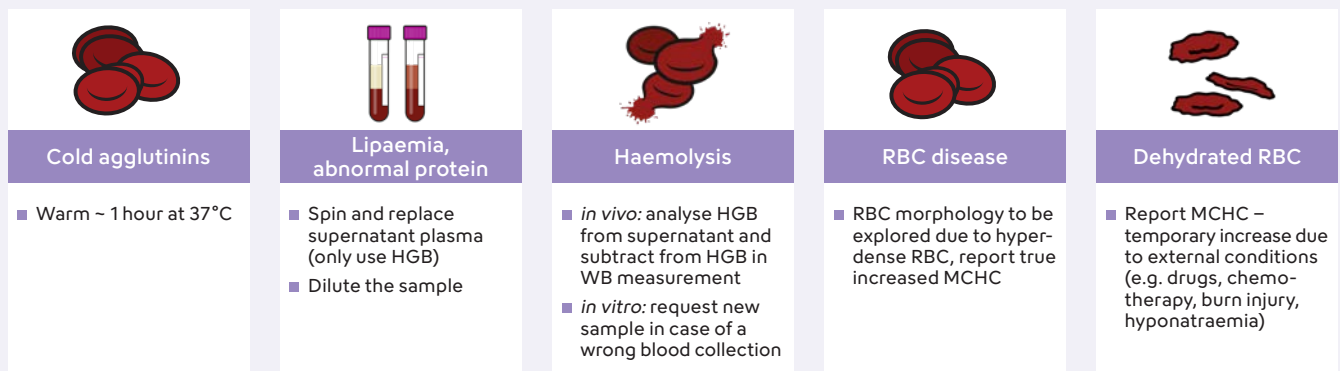 Cold agglutinins
■ Warm ~ 1 hour at 37°C
Lipaemia,
abnormal protein
■ Spin and replace
supernatant plasma
(only use HGB)
■ Dilute the sample
Haemolysis
■ in vivo: analyse HGB
from supernatant and
subtract from HGB in
WB measurement
■ in vitro: request new
sample in case of a
wrong blood collection
RBC disease
■ RBC morphology to be
explored due to hyper-
dense RBC, report true
increased MCHC
Dehydrated RBC
■ Report MCHC –
temporary increase due
to external conditions
(e.g. drugs, chemo-
therapy, burn injury,
hyponatraemia)